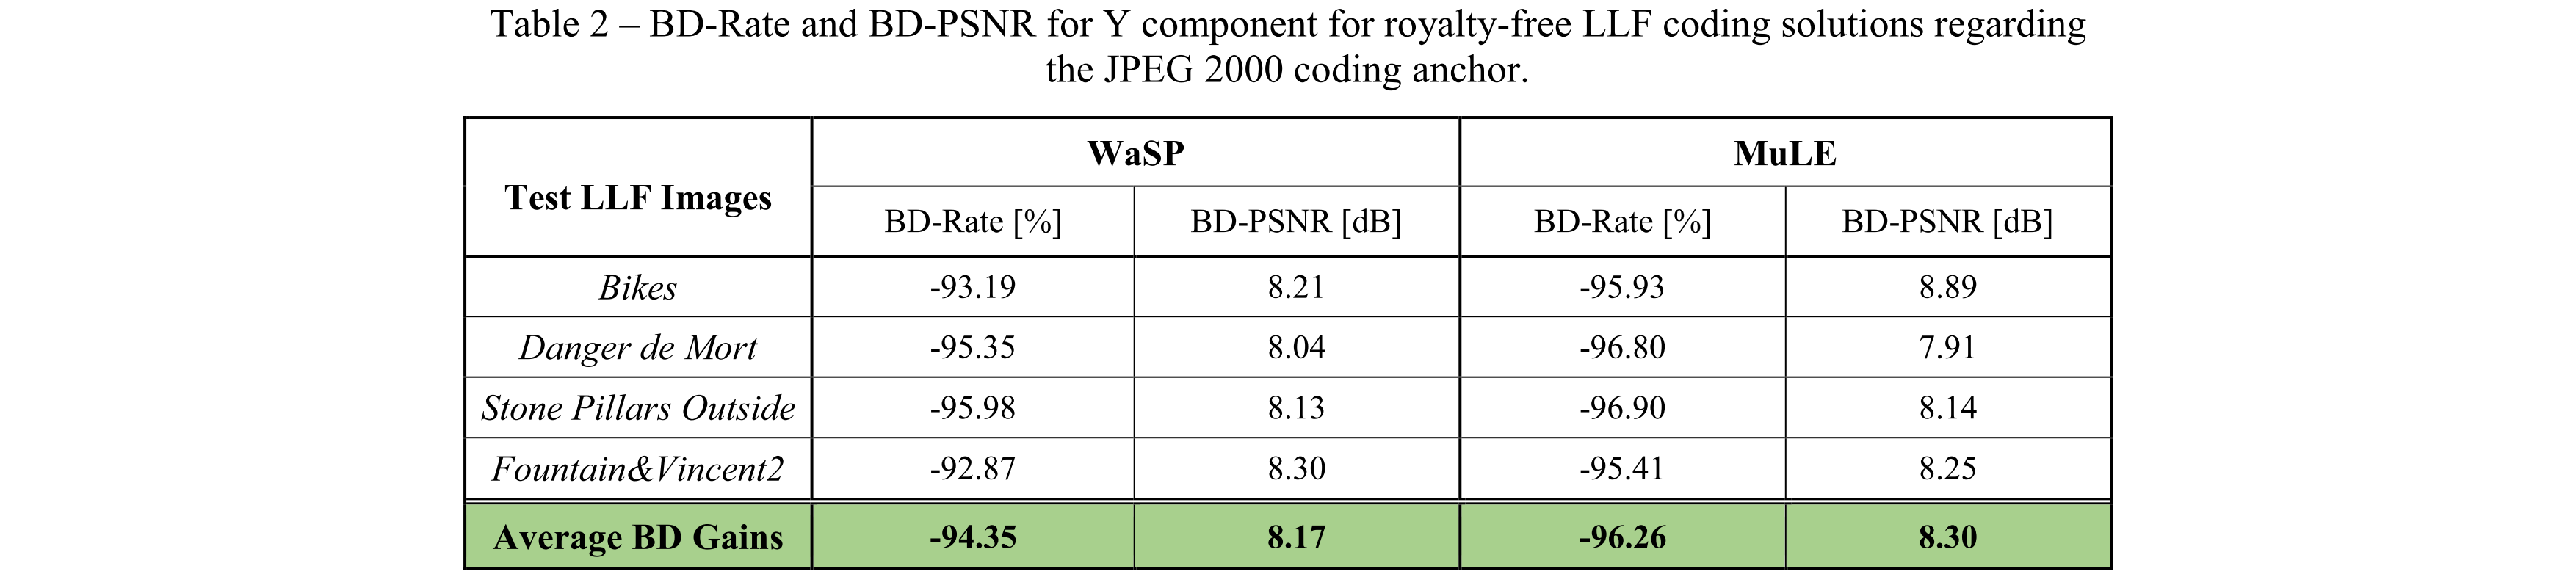 Table 2 – BD-Rate and BD-PSNR for Y component for royalty-free LLF coding solutions regarding
the JPEG 2000 coding anchor.
Test LLF Images WaSP MuLE
BD-Rate [%] BD-PSNR [dB] BD-Rate [%] BD-PSNR [dB]
Bikes -93.19 8.21 -95.93 8.89
Danger de Mort -95.35 8.04 -96.80 7.91
Stone Pillars Outside -95.98 8.13 -96.90 8.14
Fountain&Vincent2 -92.87 8.30 -95.41 8.25
Average BD Gains -94.35 8.17 -96.26 8.30